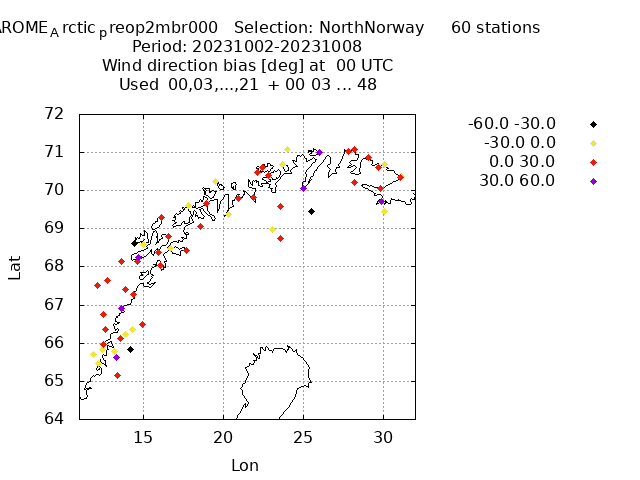 AROME_Arctic_preop2mbr000 Selection: NorthNorway 60 stations
Period: 20231002-20231008
Wind direction bias [deg] at 00 UTC
Used 00,03,...,21 + 00 03 ... 48
-60.0 -30.0
-30.0 0.0
0.0 30.0
30.0 60.0
72
71
70
69
68
67
66
65
64
Lat
15 20 25 30
Lon